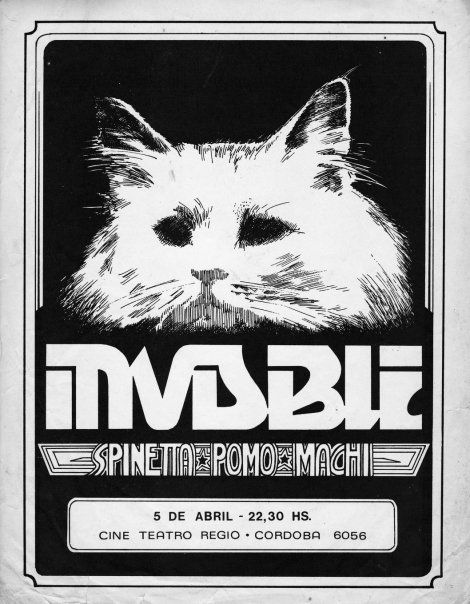 INVISIBLE
SPINETTA ★ POMO ★ MACHI
5 DE ABRIL - 22,30 HS.
CINE TEATRO REGIO • CORDOBA 6056